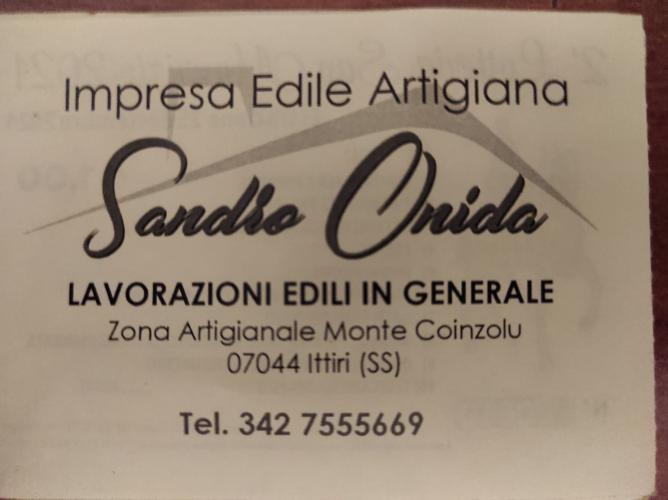 Impresa Edile Artigiana
Sandro Onida
LAVORAZIONI EDILI IN GENERALE
Zona Artigianale Monte Coinzolu
07044 Ittiri (SS)
Tel. 342 7555669